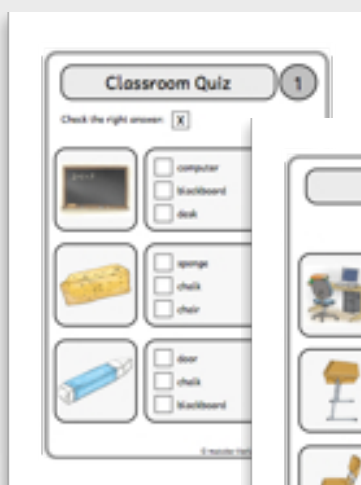 Classroom Quiz
1
Check the right answer: X
computer
blackboard
desk
sponge
chalk
chair
door
chalk
blackboard